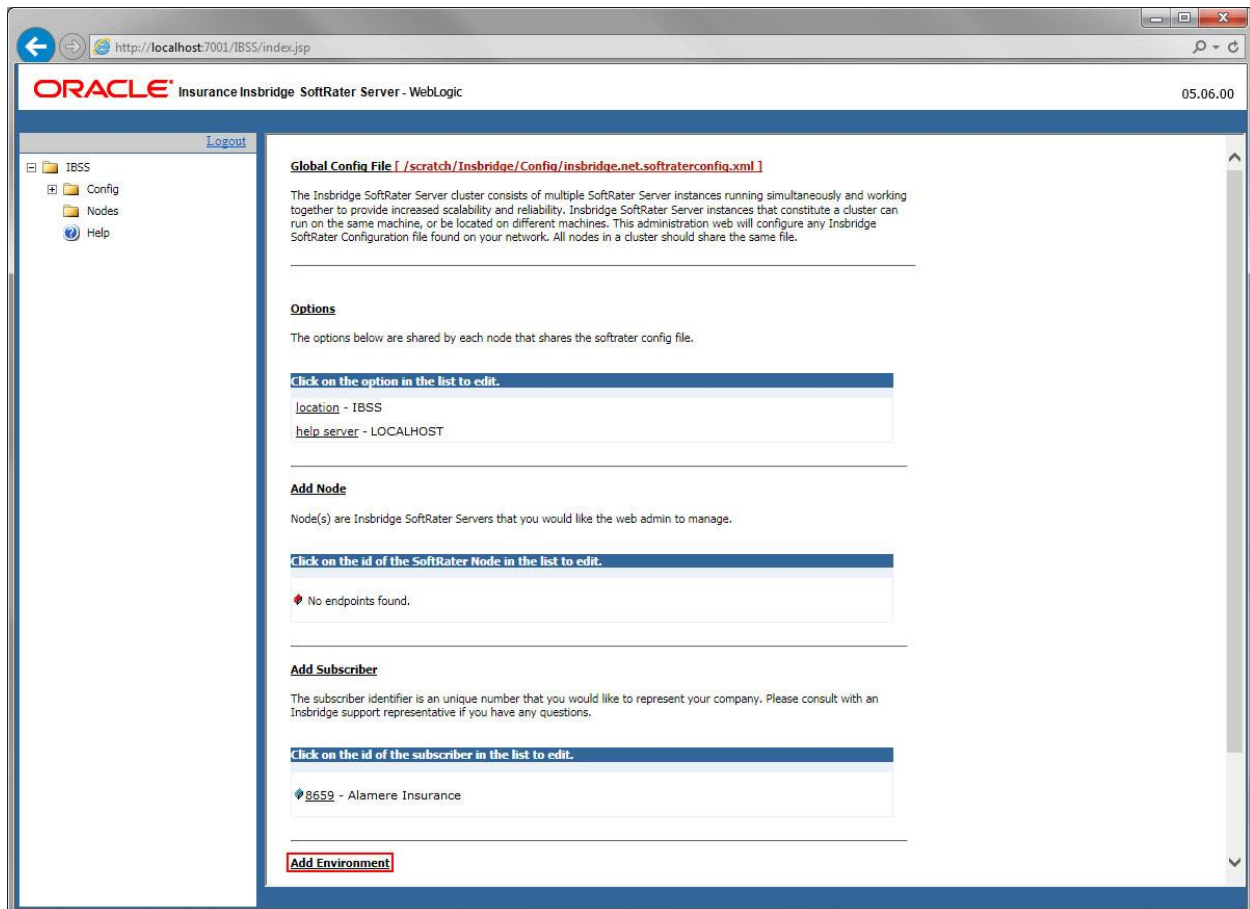 http://localhost:7001/IBSS/index.jsp
ORACLE® Insurance Insbridge SoftRater Server - WebLogic
05.06.00
Logout
IBSS
Config
Nodes
Help
Global Config File [ /scratch/Insbridge/Config/insbridge.net.softraterconfig.xml ]
The Insbridge SoftRater Server cluster consists of multiple SoftRater Server instances running simultaneously and working
together to provide increased scalability and reliability. Insbridge SoftRater Server instances that constitute a cluster can
run on the same machine, or be located on different machines. This administration web will configure any Insbridge
SoftRater Configuration file found on your network. All nodes in a cluster should share the same file.
Options
The options below are shared by each node that shares the softrater config file.
Click on the option in the list to edit.
location - IBSS
help server - LOCALHOST
Add Node
Node(s) are Insbridge SoftRater Servers that you would like the web admin to manage.
Click on the id of the SoftRater Node in the list to edit.
No endpoints found.
Add Subscriber
The subscriber identifier is an unique number that you would like to represent your company. Please consult with an
Insbridge support representative if you have any questions.
Click on the id of the subscriber in the list to edit.
8659 - Alamere Insurance
Add Environment